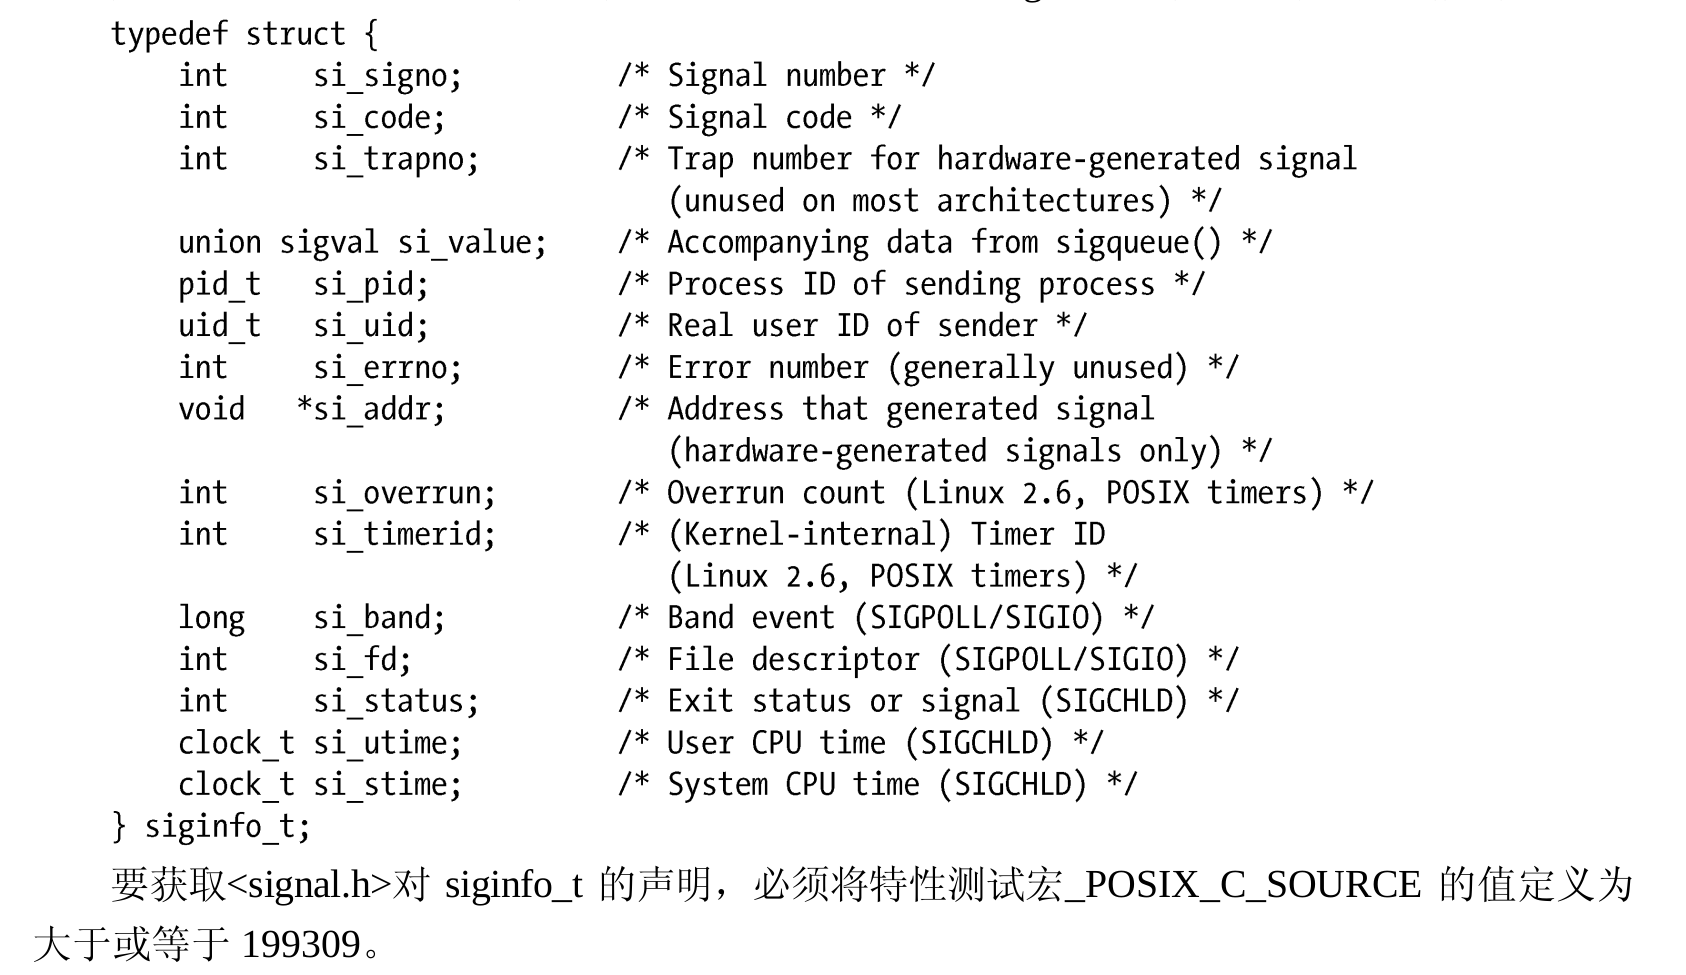 typedef struct {
int si_signo; /* Signal number */
int si_code; /* Signal code */
int si_trapno; /* Trap number for hardware-generated signal
(unused on most architectures) */
union sigval si_value; /* Accompanying data from sigqueue() */
pid_t si_pid; /* Process ID of sending process */
uid_t si_uid; /* Real user ID of sender */
int si_errno; /* Error number (generally unused) */
void *si_addr; /* Address that generated signal
(hardware-generated signals only) */
int si_overrun; /* Overrun count (Linux 2.6, POSIX timers) */
int si_timerid; /* (Kernel-internal) Timer ID
(Linux 2.6, POSIX timers) */
long si_band; /* Band event (SIGPOLL/SIGIO) */
int si_fd; /* File descriptor (SIGPOLL/SIGIO) */
int si_status; /* Exit status or signal (SIGCHLD) */
clock_t si_utime; /* User CPU time (SIGCHLD) */
clock_t si_stime; /* System CPU time (SIGCHLD) */
} siginfo_t;
要获取<signal.h>对 siginfo_t 的声明，必须将特性测试宏_POSIX_C_SOURCE 的值定义为
大于或等于 199309。